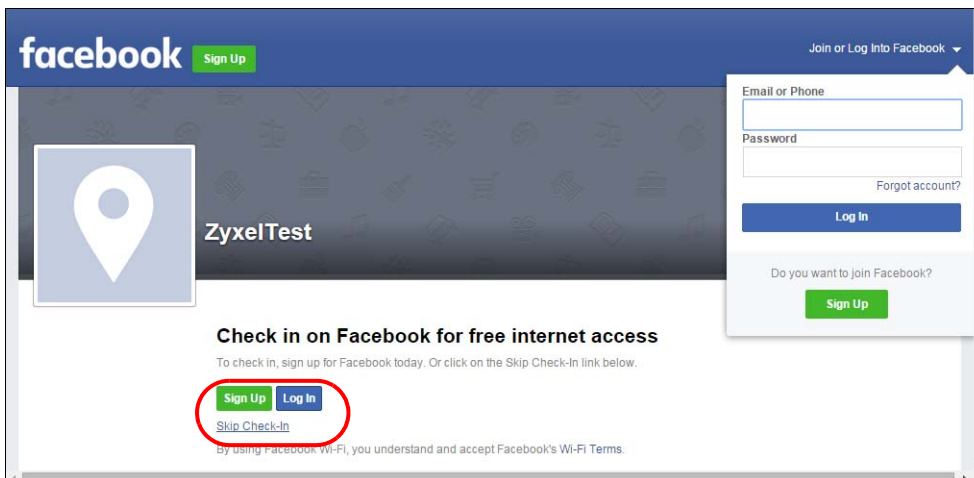 facebook Sign Up
Join or Log Into Facebook
Email or Phone
Password
Forgot account?
Log In
Do you want to join Facebook?
Sign Up
ZyxelTest
Check in on Facebook for free internet access
To check in, sign up for Facebook today. Or click on the Skip Check-In link below.
Sign Up Log In
Skip Check-In
By using Facebook Wi-Fi, you understand and accept Facebook's Wi-Fi Terms.